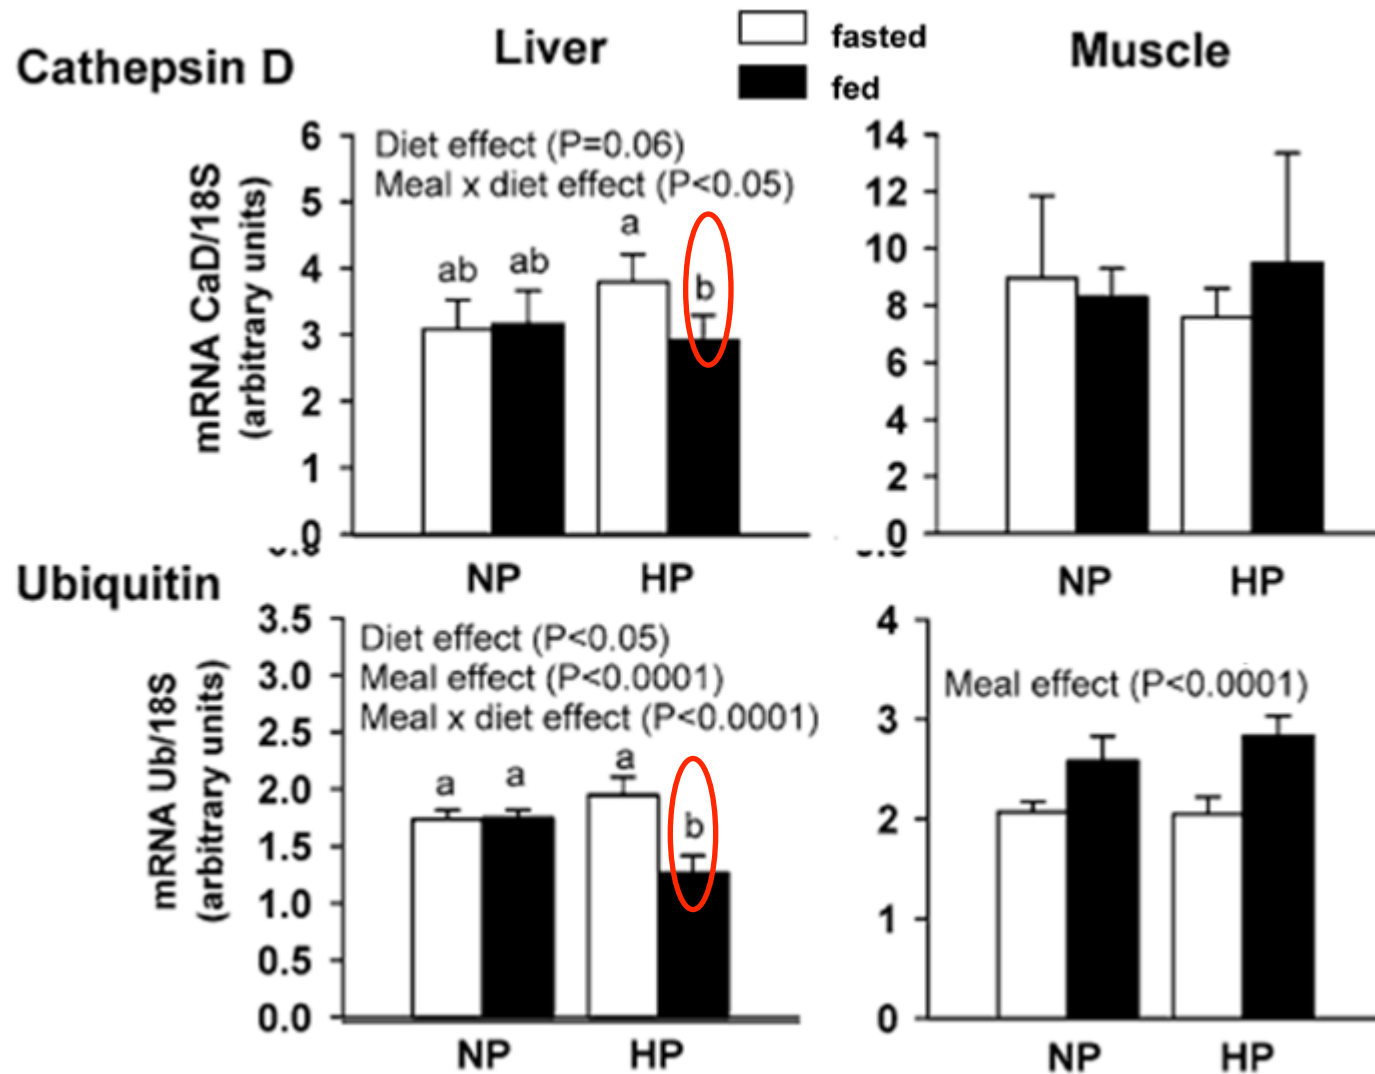 Cathepsin D
Liver
fasted
fed
Muscle
mRNA CaD/18S
(arbitrary units)
6
5
4
3
2
1
0
Diet effect (P=0.06)
Meal x diet effect (P<0.05)
ab
ab
a
b
NP
HP
14
12
10
8
6
4
2
0
NP
HP
Ubiquitin
mRNA Ub/18S
(arbitrary units)
3.5
3.0
2.5
2.0
1.5
1.0
0.5
0.0
Diet effect (P<0.05)
Meal effect (P<0.0001)
Meal x diet effect (P<0.0001)
a
a
a
b
NP
HP
4
3
2
1
0
Meal effect (P<0.0001)
NP
HP